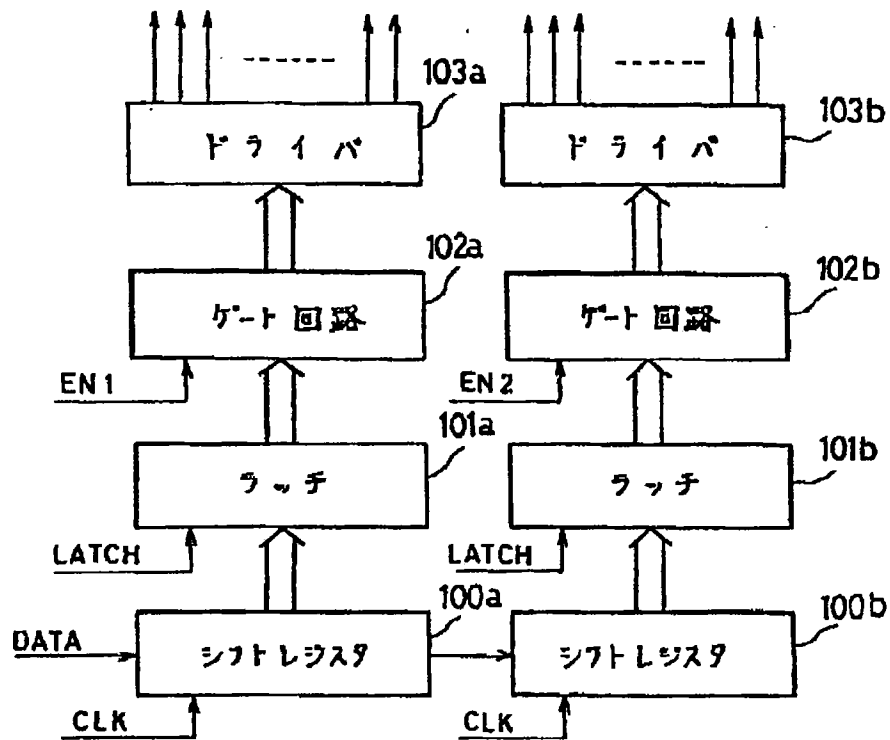 103a
103b
ドライバ
ドライバ
102a
102b
ゲート回路
ゲート回路
EN1
EN2
101a
101b
ラッチ
ラッチ
LATCH
LATCH
100a
100b
DATA
シフトレジスタ
シフトレジスタ
CLK
CLK